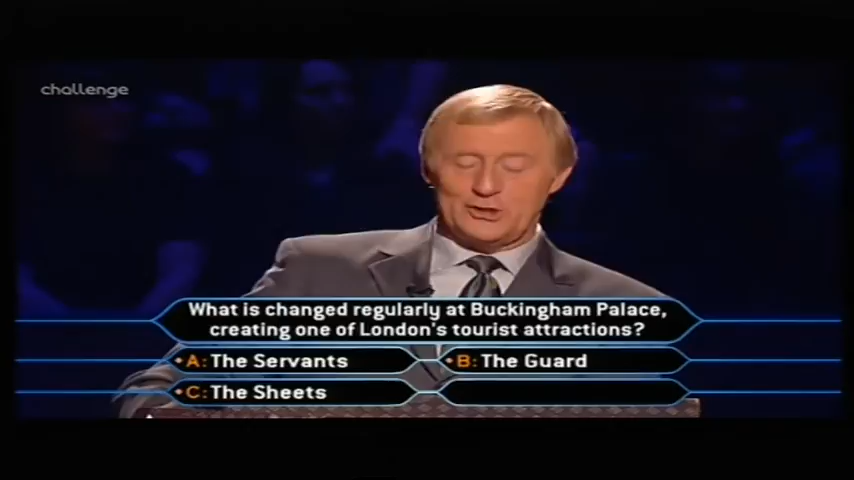 challenge
What is changed regularly at Buckingham Palace,
creating one of London's tourist attractions?
A: The Servants
B: The Guard
C: The Sheets